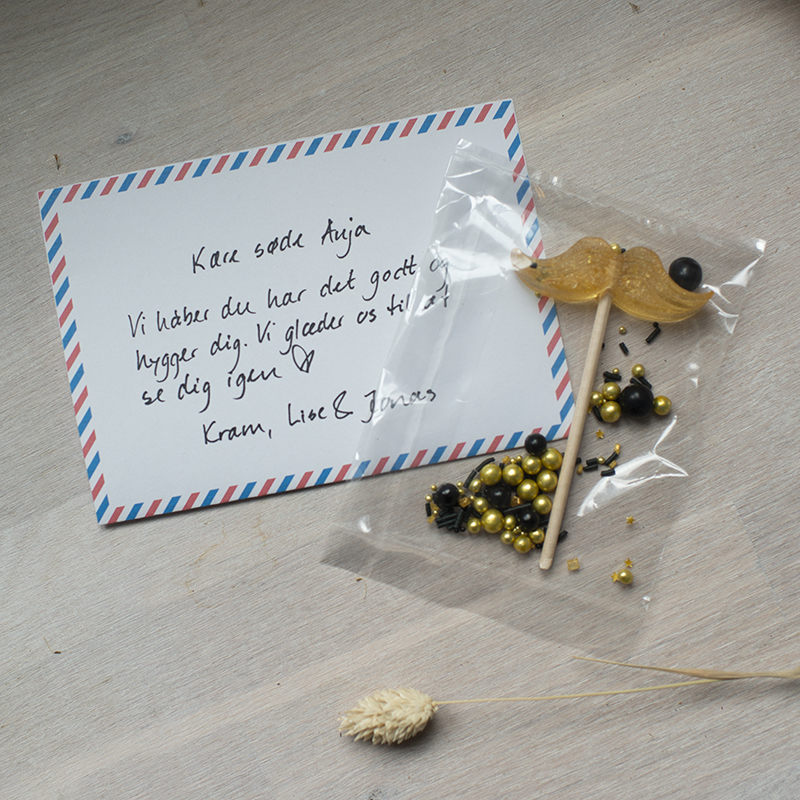 Kære søde Anja
Vi håber du har det godt og
hygger dig. Vi glæder os til at
se dig igen ♡
Kram, Lise & Jonas